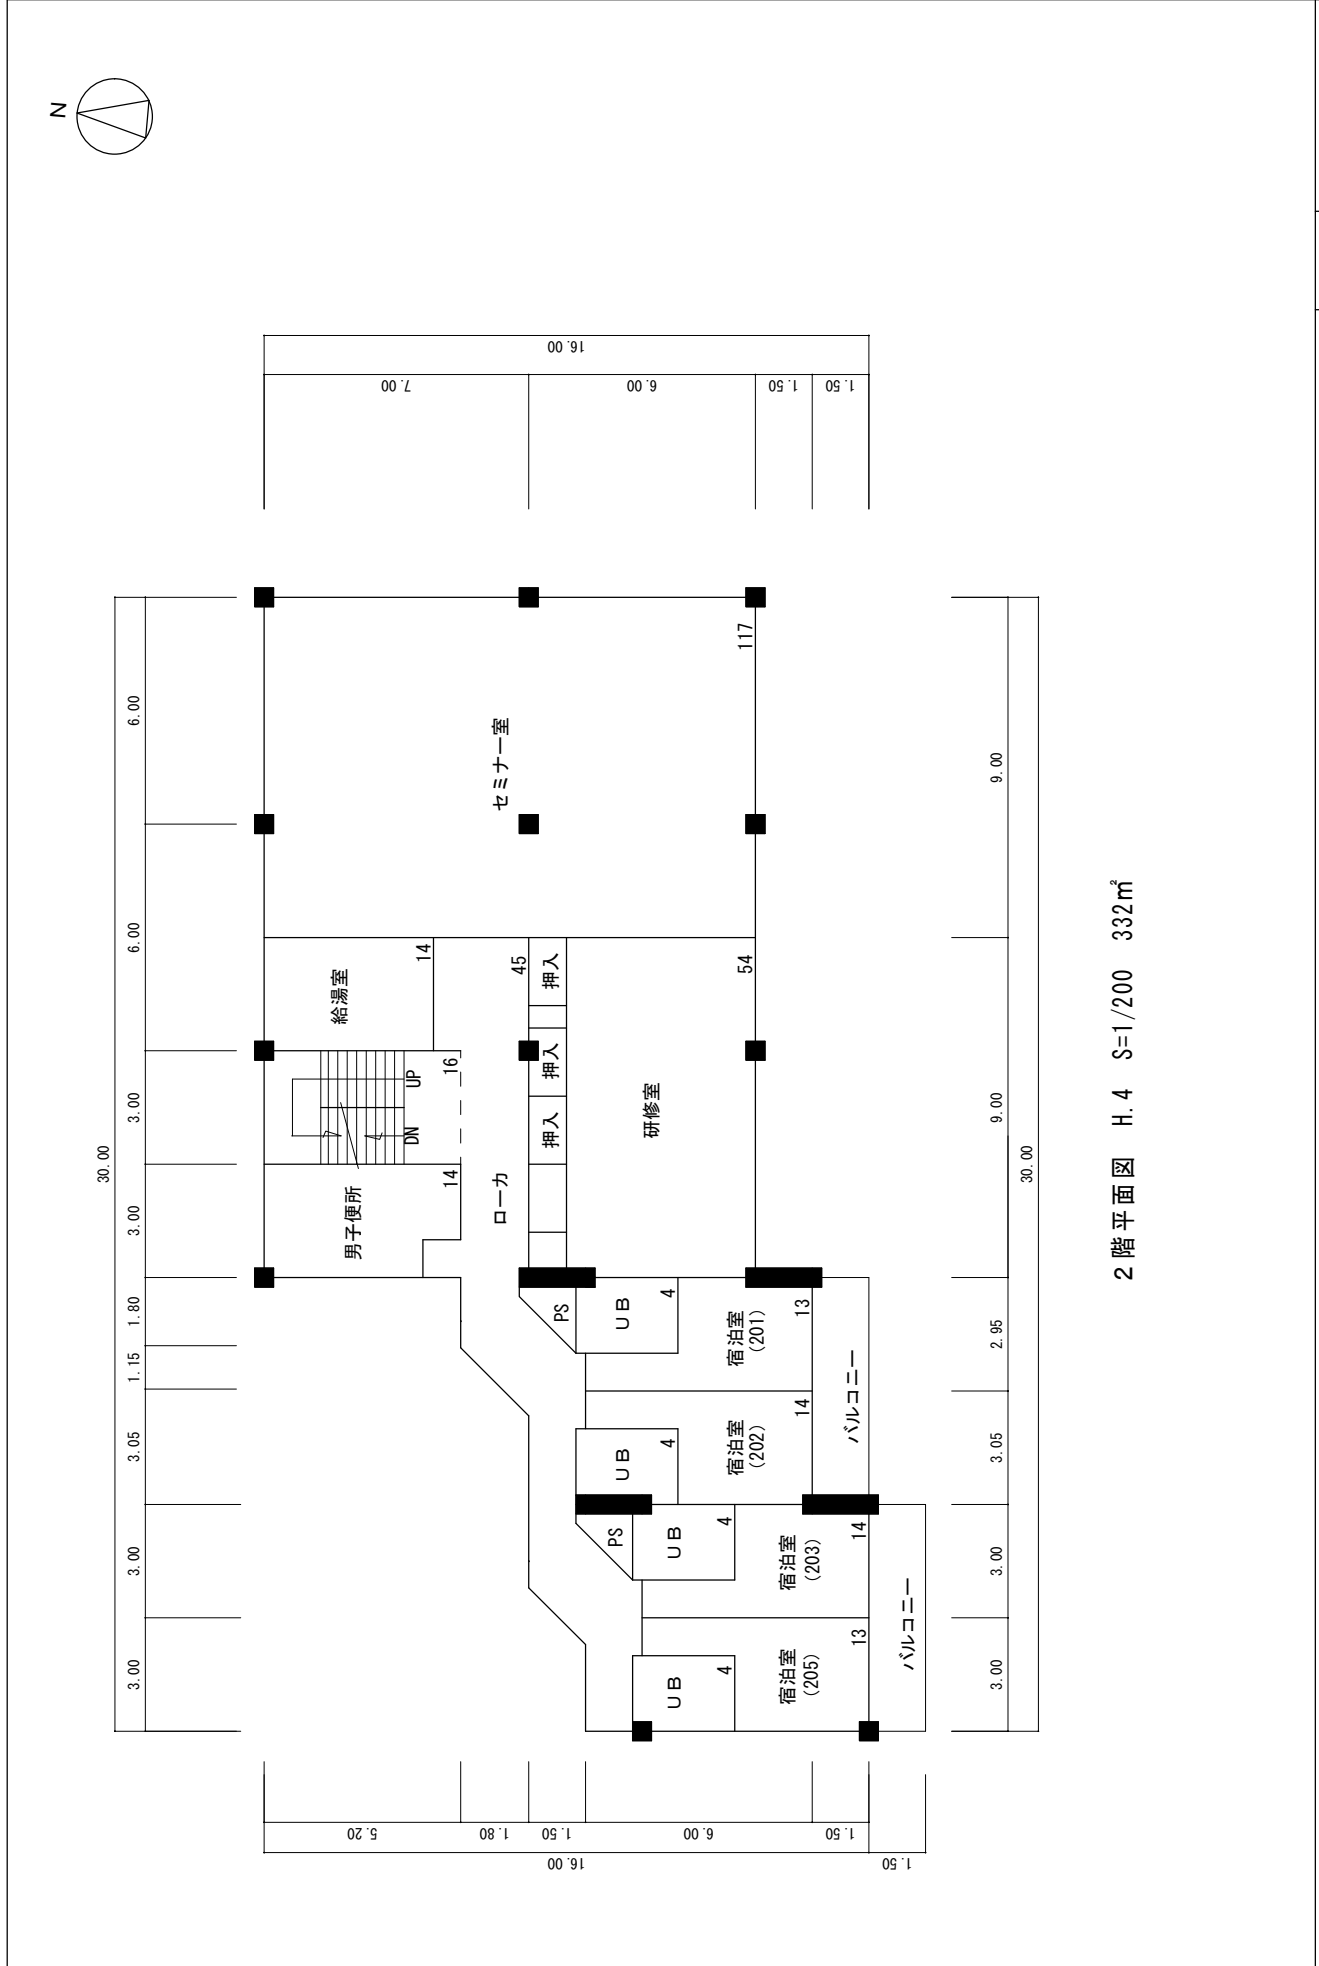 N
30.00
3.00
3.00
3.05
1.15
1.80
3.00
3.00
6.00
6.00
16.00
5.20
1.80
1.50
6.00
1.50
1.50
16.00
7.00
6.00
1.50
1.50
男子便所
14
DN
UP
16
給湯室
14
セミナー室
117
ローカ
45
押入
押入
押入
研修室
54
PS
UB
4
宿泊室
(201)
13
UB
4
宿泊室
(202)
14
バルコニー
PS
UB
4
宿泊室
(203)
14
UB
4
宿泊室
(205)
13
バルコニー
3.00
3.00
3.05
2.95
9.00
9.00
30.00
2階平面図 H.4 S=1/200 332㎡